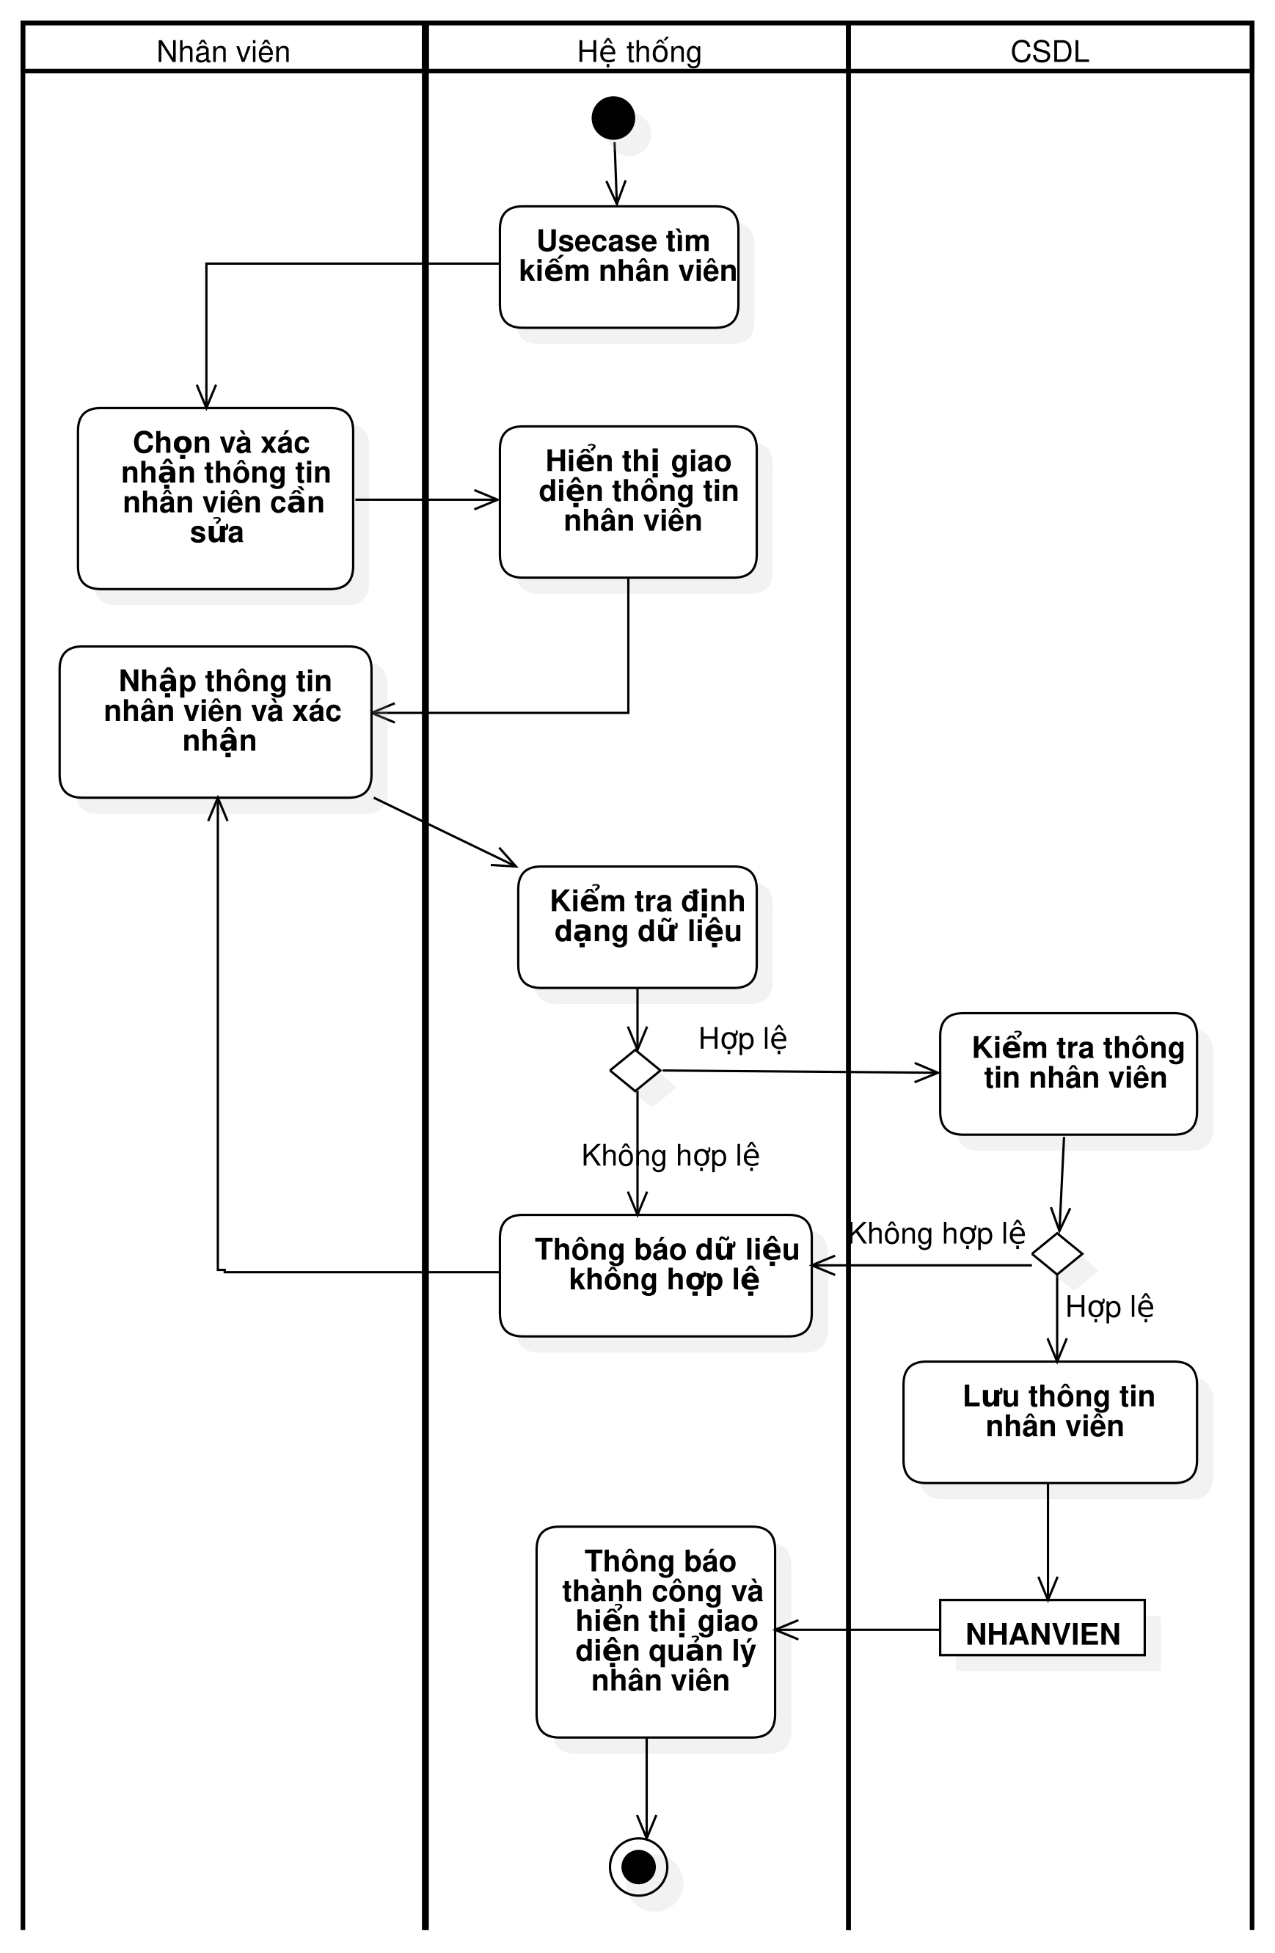 Nhân viên
Hệ thống
CSDL
Usecase tìm
kiếm nhân viên
Chọn và xác
nhận thông tin
nhân viên cần
sửa
Hiển thị giao
diện thông tin
nhân viên
Nhập thông tin
nhân viên và xác
nhận
Kiểm tra định
dạng dữ liệu
Hợp lệ
Kiểm tra thông
tin nhân viên
Không hợp lệ
Không hợp lệ
Thông báo dữ liệu
không hợp lệ
Hợp lệ
Lưu thông tin
nhân viên
Thông báo
thành công và
hiển thị giao
diện quản lý
nhân viên
NHANVIEN